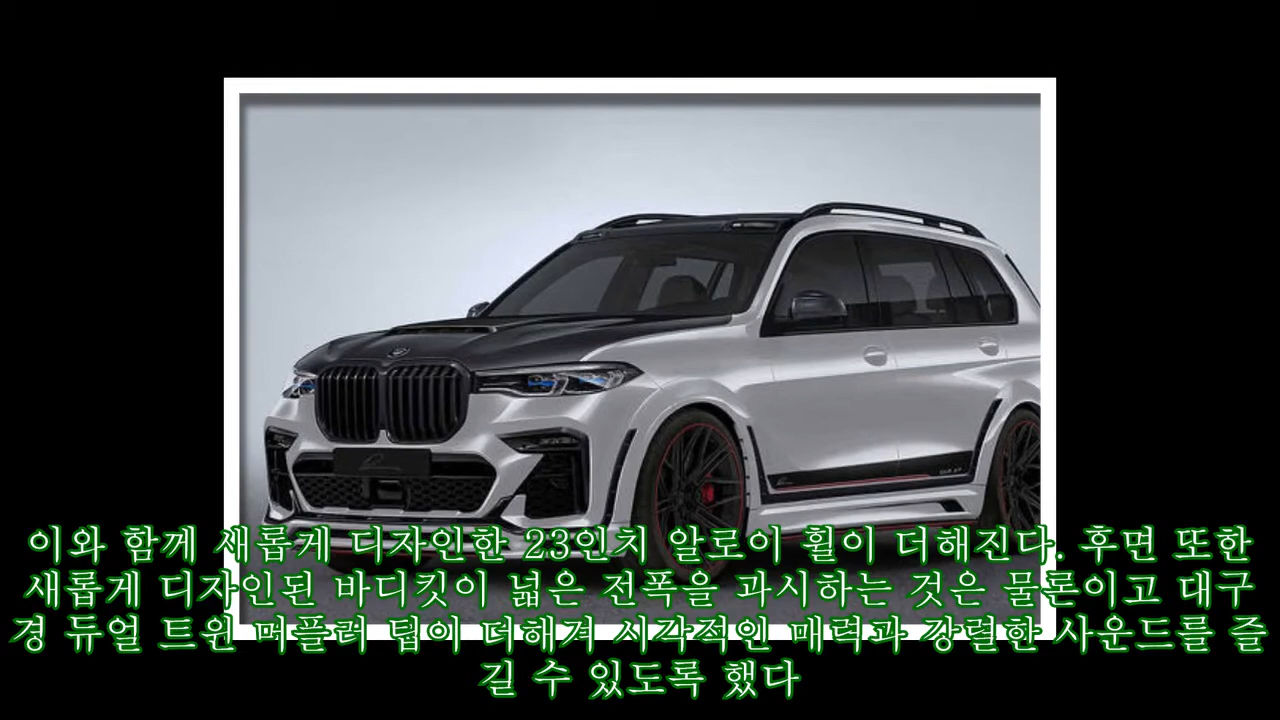 이와 함께 새롭게 디자인한 23인치 알로이 휠이 더해진다. 후면 또한
새롭게 디자인된 바디킷이 넓은 전폭을 과시하는 것은 물론이고 대구
경 듀얼 트윈 머플러 팁이 더해져 시각적인 매력과 강렬한 사운드를 즐
길 수 있도록 했다